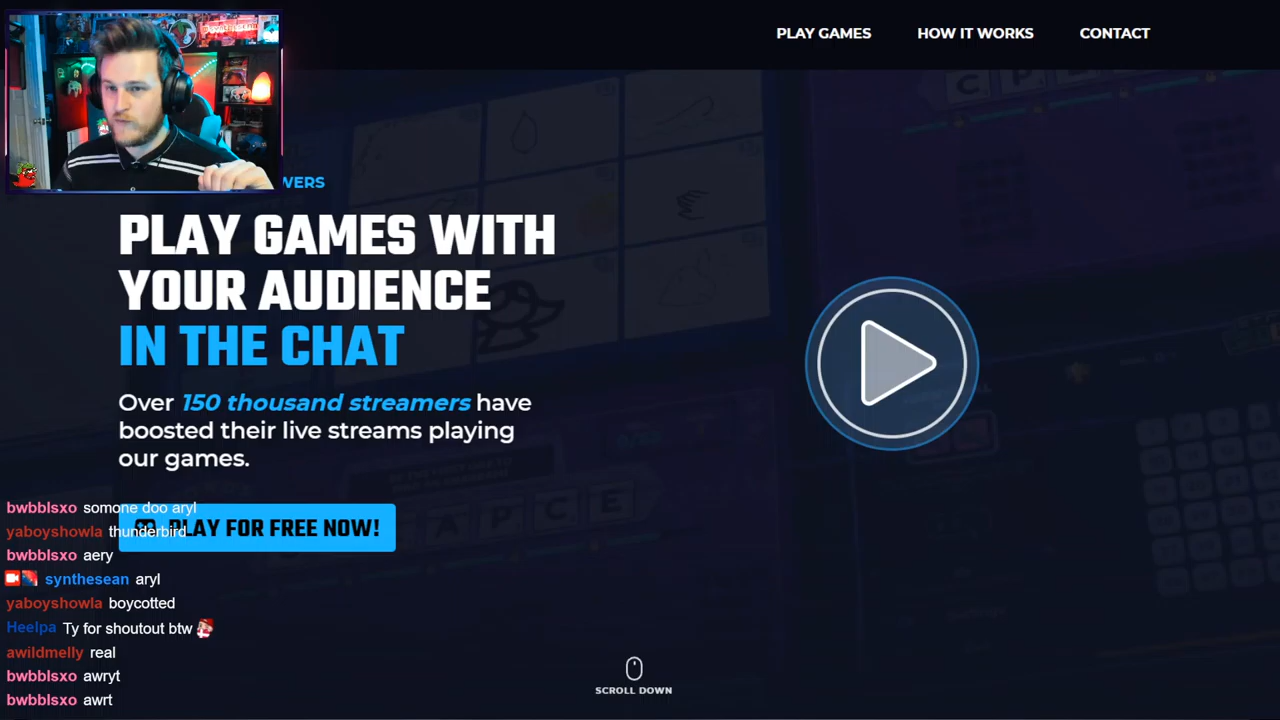 PLAY GAMES
HOW IT WORKS
CONTACT
PLAY GAMES WITH
YOUR AUDIENCE
IN THE CHAT
Over 150 thousand streamers have
boosted their live streams playing
our games.
PLAY FOR FREE NOW!
bwbblsxo somone doo aryl
yaboyshowla thunderbird
bwbblsxo aery
synthesean aryl
yaboyshowla boycotted
Heelpa Ty for shoutout btw
awildmelly real
bwbblsxo awryt
bwbblsxo awrt
SCROLL DOWN